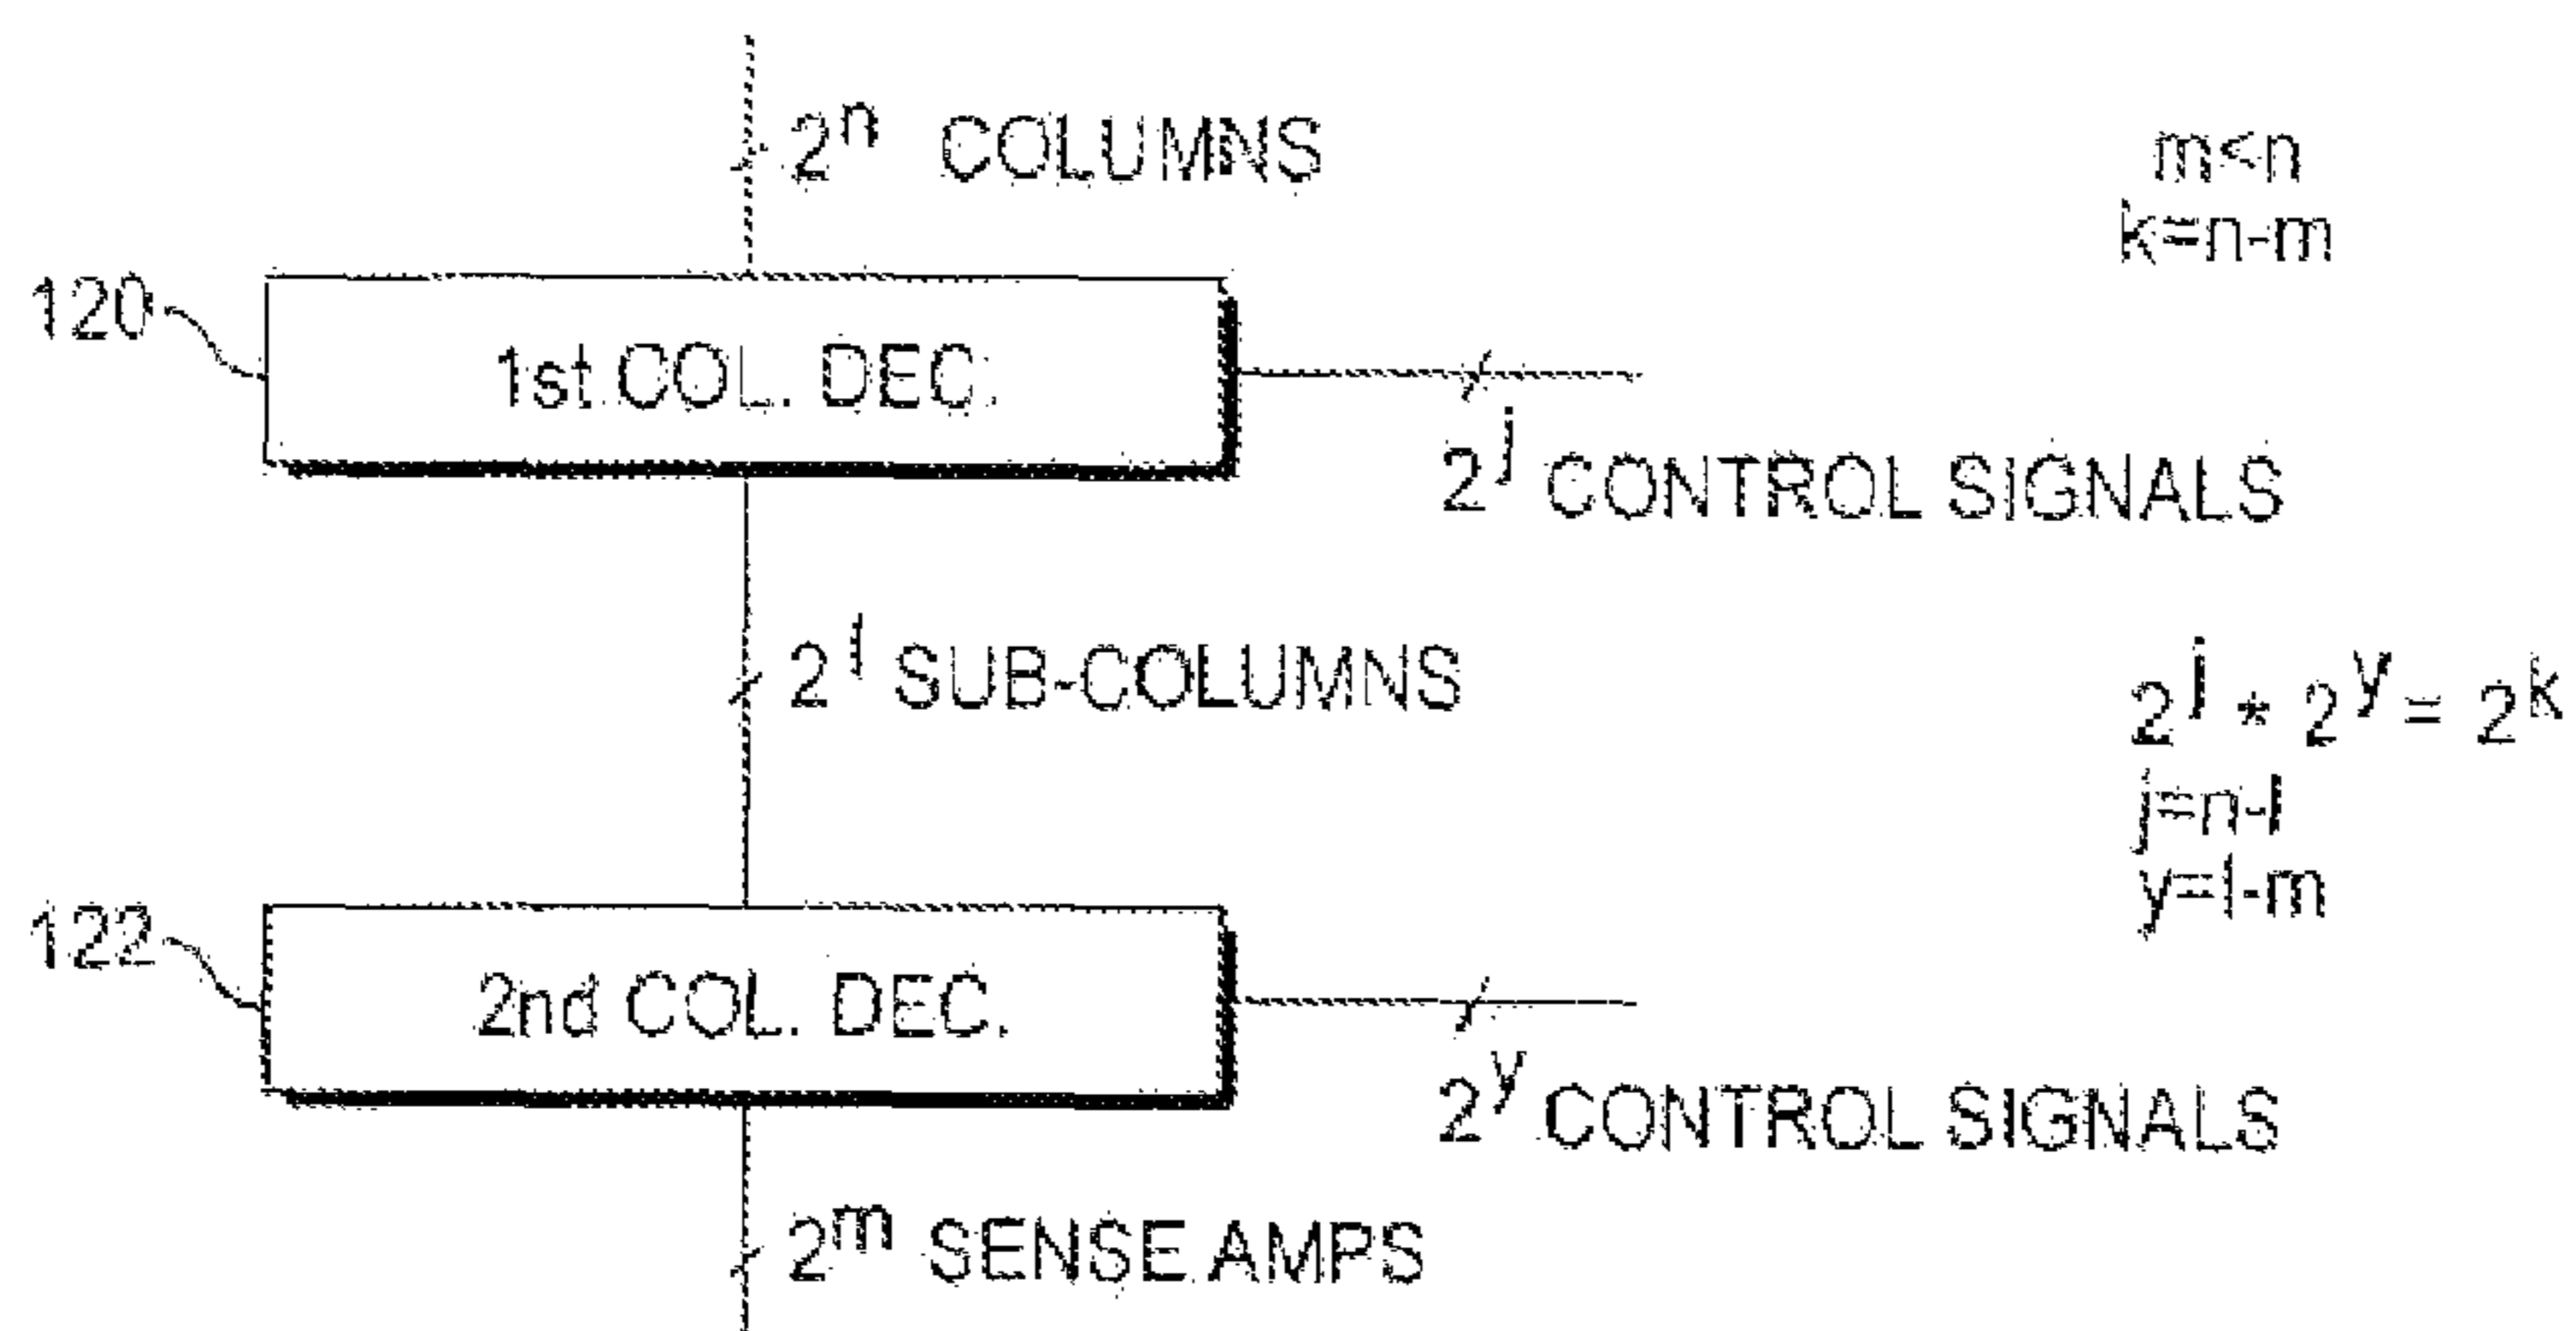 2^n COLUMNS
m<n
k=n-m
120
1st COL. DEC.
2^j CONTROL SIGNALS
2^l SUB-COLUMNS
2^j * 2^y = 2^k
j=n-l
y=l-m
122
2nd COL. DEC.
2^y CONTROL SIGNALS
2^m SENSE AMPS